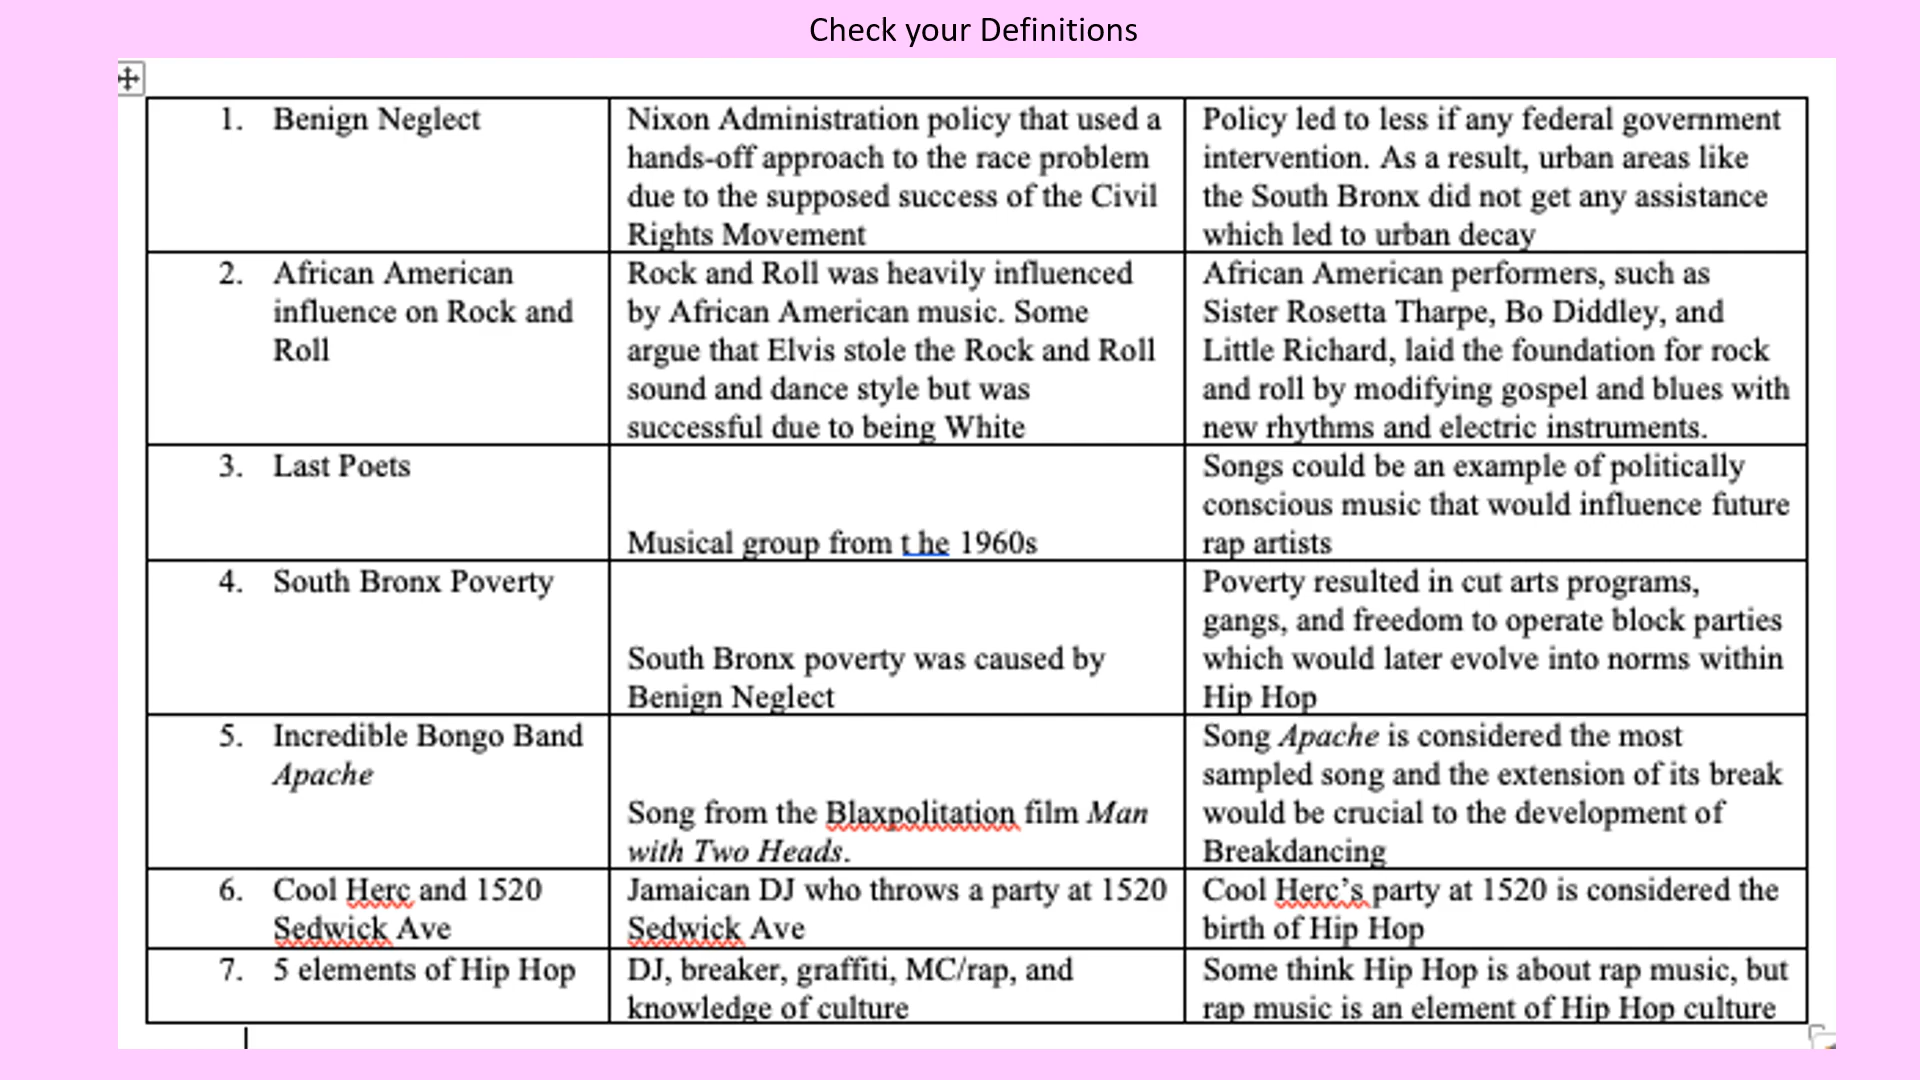 Check your Definitions
1. Benign Neglect
Nixon Administration policy that used a
hands-off approach to the race problem
due to the supposed success of the Civil
Rights Movement
Policy led to less if any federal government
intervention. As a result, urban areas like
the South Bronx did not get any assistance
which led to urban decay
2. African American
influence on Rock and
Roll
Rock and Roll was heavily influenced
by African American music. Some
argue that Elvis stole the Rock and Roll
sound and dance style but was
successful due to being White
African American performers, such as
Sister Rosetta Tharpe, Bo Diddley, and
Little Richard, laid the foundation for rock
and roll by modifying gospel and blues with
new rhythms and electric instruments.
3. Last Poets
Musical group from t he 1960s
Songs could be an example of politically
conscious music that would influence future
rap artists
4. South Bronx Poverty
South Bronx poverty was caused by
Benign Neglect
Poverty resulted in cut arts programs,
gangs, and freedom to operate block parties
which would later evolve into norms within
Hip Hop
5. Incredible Bongo Band
Apache
Song from the Blaxpolitation film Man
with Two Heads.
Song Apache is considered the most
sampled song and the extension of its break
would be crucial to the development of
Breakdancing
6. Cool Herc and 1520
Sedwick Ave
Jamaican DJ who throws a party at 1520
Sedwick Ave
Cool Herc's party at 1520 is considered the
birth of Hip Hop
7. 5 elements of Hip Hop
DJ, breaker, graffiti, MC/rap, and
knowledge of culture
Some think Hip Hop is about rap music, but
rap music is an element of Hip Hop culture